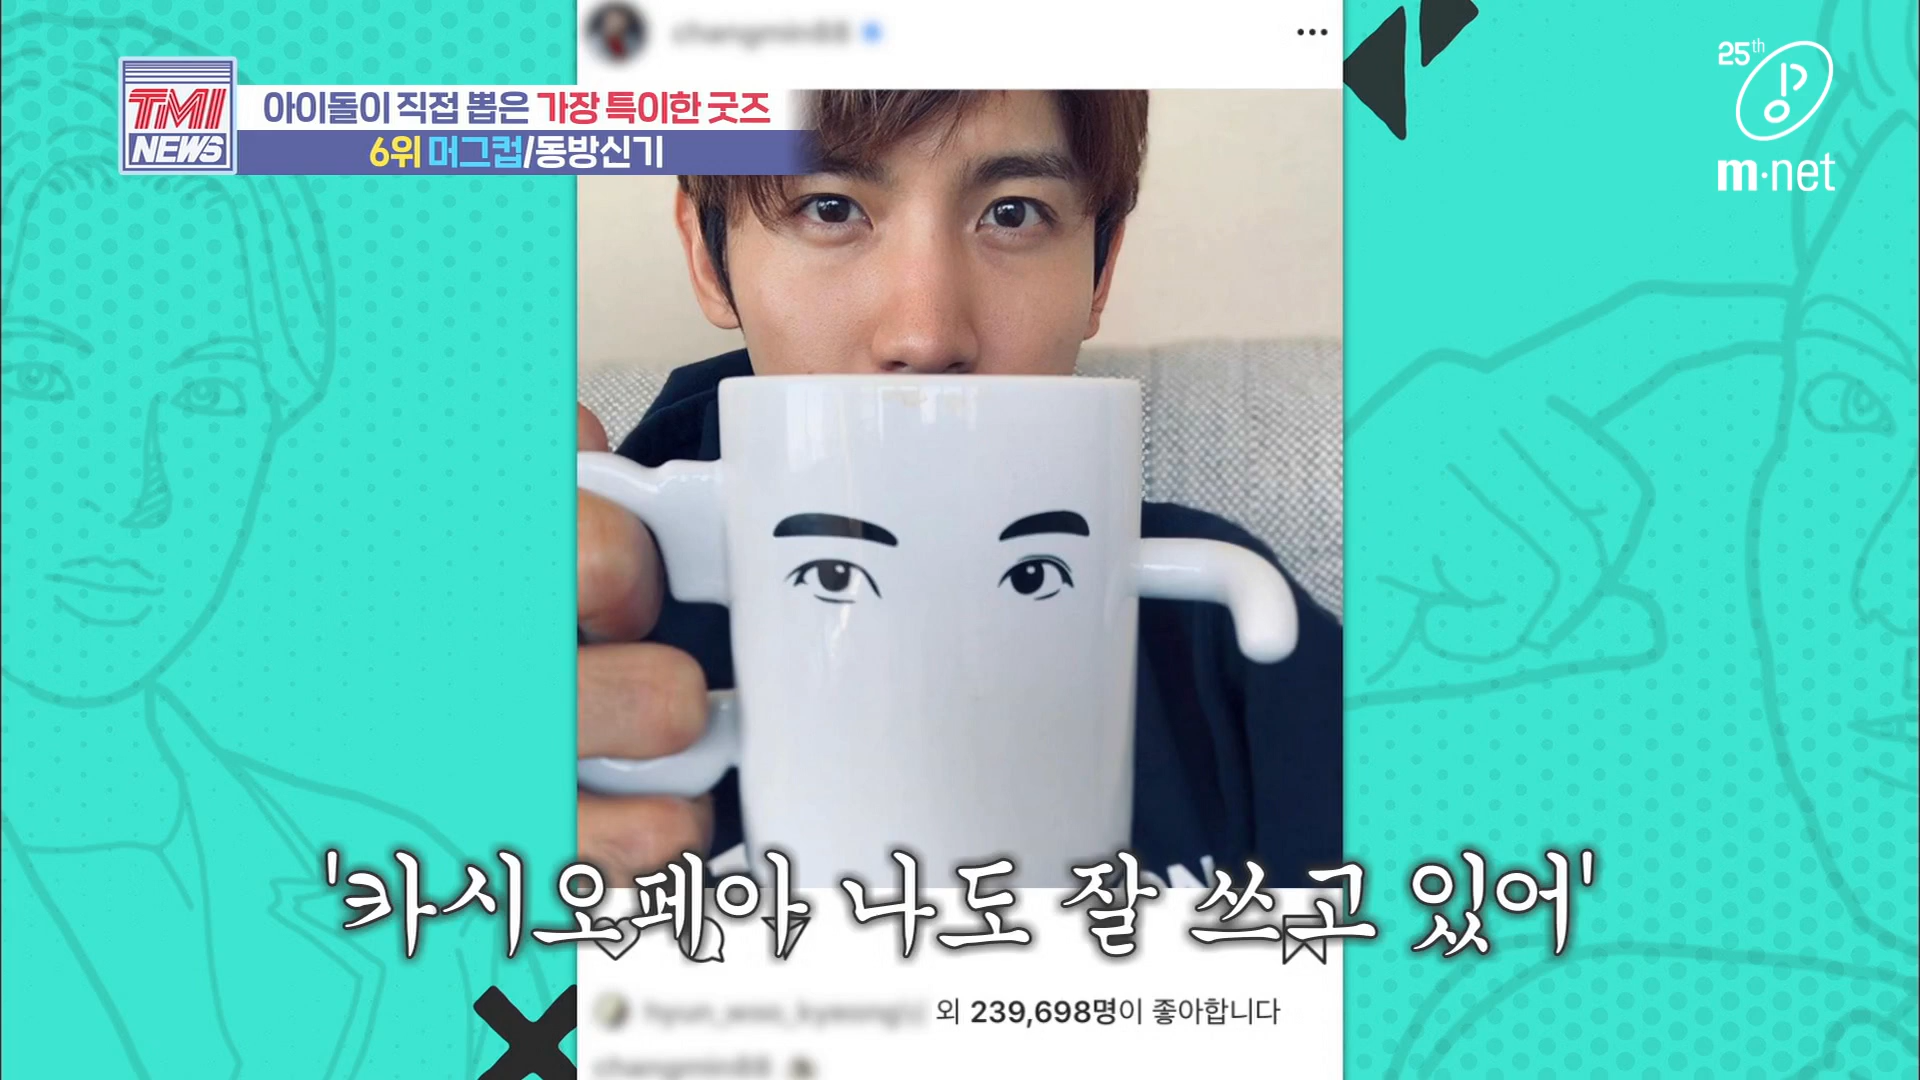 25th
m·net
TMI
NEWS
아이돌이 직접 뽑은 가장 특이한 굿즈
6위 머그컵/동방신기
'카시오페아 나도 잘 쓰고 있어'
외 239,698명이 좋아합니다